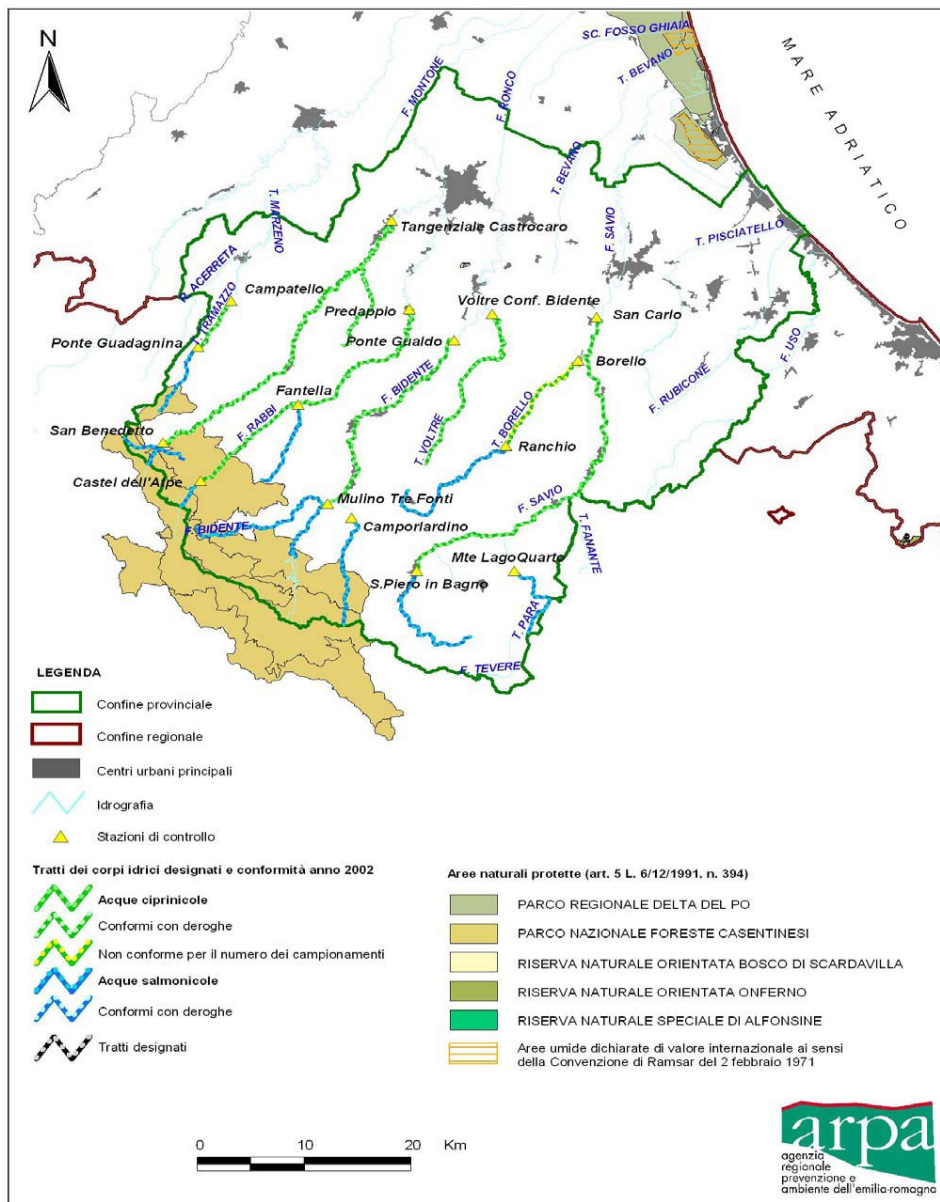 N
SC. FOSSO GHIAIA
T. BEVANO
MARE ADRIATICO
F. MONTONE
F. RONCO
T. BEVANO
T. MARZENO
F. SAVIO
T. PISCIATELLO
Tangenziale Castrocaro
R. ACERRETA
Campatello
T. TRAMAZZO
Predappio
Voltre Conf. Bidente
San Carlo
Ponte Guadagnina
Ponte Gualdo
F. USO
Borello
F. RUBICONE
Fantella
F. BIDENTE
F. RABBI
T. VOLTRE
T. BORELLO
San Benedetto
Ranchio
Castel dell'Alpe
Mulino Tre Fonti
F. SAVIO
F. BIDENTE
Camporlardino
T. FANANTE
Mte LagoQuarto
S.Piero in Bagno
T. PARA
F. TEVERE
LEGENDA
Confine provinciale
Confine regionale
Centri urbani principali
Idrografia
Stazioni di controllo
Tratti dei corpi idrici designati e conformità anno 2002
Acque ciprinicole
Conformi con deroghe
Non conforme per il numero dei campionamenti
Acque salmonicole
Conformi con deroghe
Tratti designati
Aree naturali protette (art. 5 L. 6/12/1991, n. 394)
PARCO REGIONALE DELTA DEL PO
PARCO NAZIONALE FORESTE CASENTINESI
RISERVA NATURALE ORIENTATA BOSCO DI SCARDAVILLA
RISERVA NATURALE ORIENTATA ONFERNO
RISERVA NATURALE SPECIALE DI ALFONSINE
Aree umide dichiarate di valore internazionale ai sensi
della Convenzione di Ramsar del 2 febbraio 1971
0 10 20 Km
arpa
agenzia
regionale
prevenzione e
ambiente dell'emilia-romagna